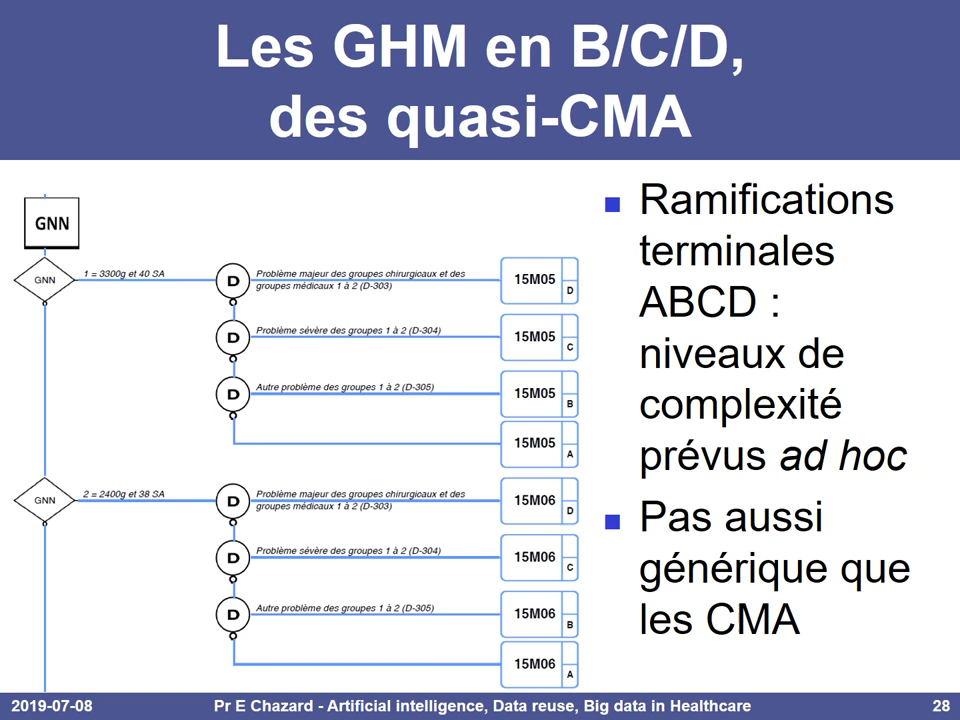 Les GHM en B/C/D,
des quasi-CMA
GNN
GNN
1 = 3300g et 40 SA
D
Problème majeur des groupes chirurgicaux et des
groupes médicaux 1 à 2 (D-303)
15M05
D
D
Problème sévère des groupes 1 à 2 (D-304)
15M05
C
D
Autre problème des groupes 1 à 2 (D-305)
15M05
B
15M05
A
GNN
2 = 2400g et 38 SA
D
Problème majeur des groupes chirurgicaux et des
groupes médicaux 1 à 2 (D-303)
15M06
D
D
Problème sévère des groupes 1 à 2 (D-304)
15M06
C
D
Autre problème des groupes 1 à 2 (D-305)
15M06
B
15M06
A
Ramifications
terminales
ABCD :
niveaux de
complexité
prévus ad hoc
Pas aussi
générique que
les CMA
2019-07-08
Pr E Chazard - Artificial intelligence, Data reuse, Big data in Healthcare
28